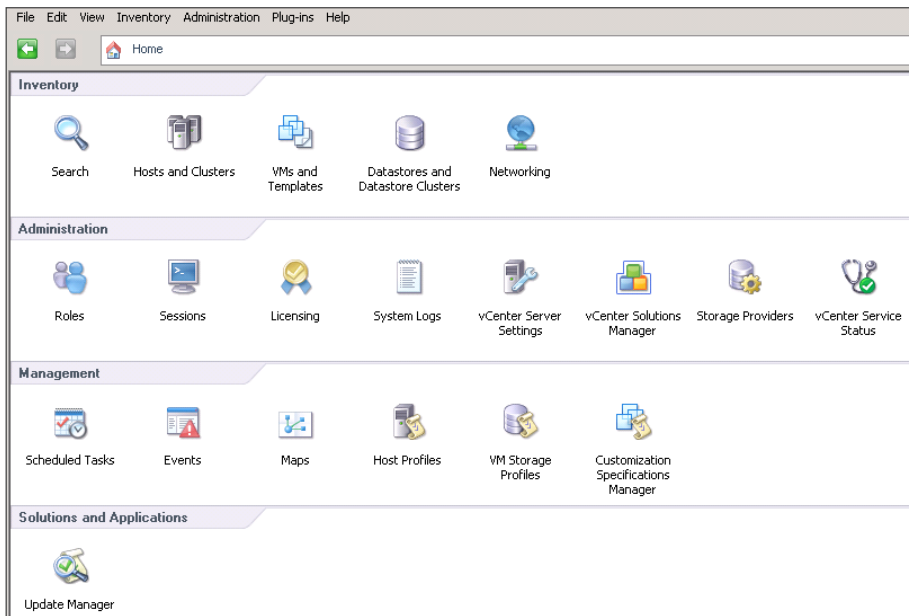 File Edit View Inventory Administration Plug-ins Help
Home
Inventory
Search
Hosts and Clusters
VMs and
Templates
Datastores and
Datastore Clusters
Networking
Administration
Roles
Sessions
Licensing
System Logs
vCenter Server
Settings
vCenter Solutions
Manager
Storage Providers
vCenter Service
Status
Management
Scheduled Tasks
Events
Maps
Host Profiles
VM Storage
Profiles
Customization
Specifications
Manager
Solutions and Applications
Update Manager